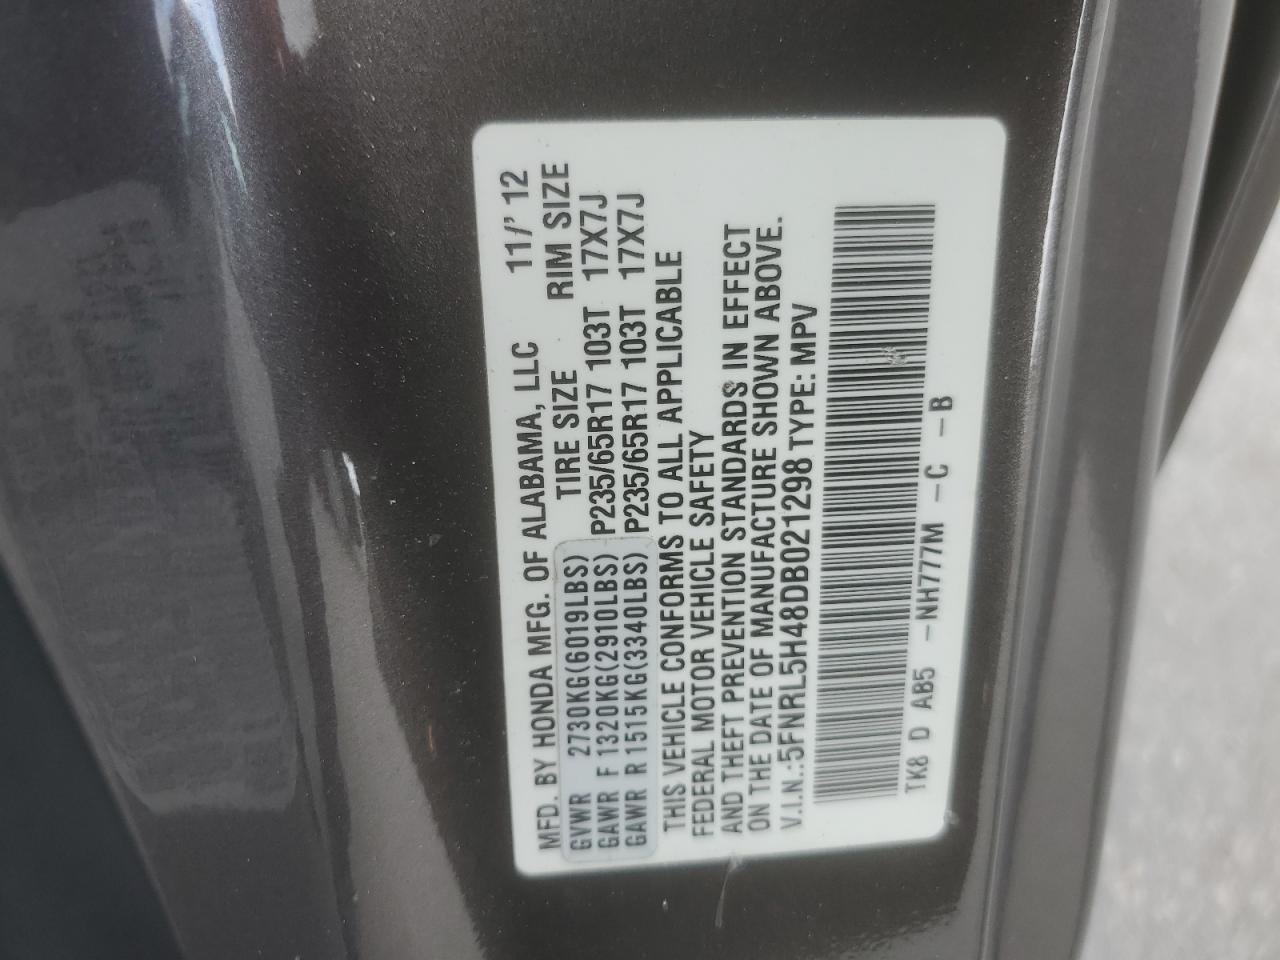 MFD. BY HONDA MFG. OF ALABAMA, LLC 11/'12
TIRE SIZE RIM SIZE
GVWR 2730KG(6019LBS)
GAWR F 1320KG(2910LBS) P235/65R17 103T 17X7J
GAWR R 1515KG(3340LBS) P235/65R17 103T 17X7J
THIS VEHICLE CONFORMS TO ALL APPLICABLE
FEDERAL MOTOR VEHICLE SAFETY
AND THEFT PREVENTION STANDARDS IN EFFECT
ON THE DATE OF MANUFACTURE SHOWN ABOVE.
V.I.N.:5FNRL5H48DB021298 TYPE: MPV
TK8 D AB5 -NH777M -C -B